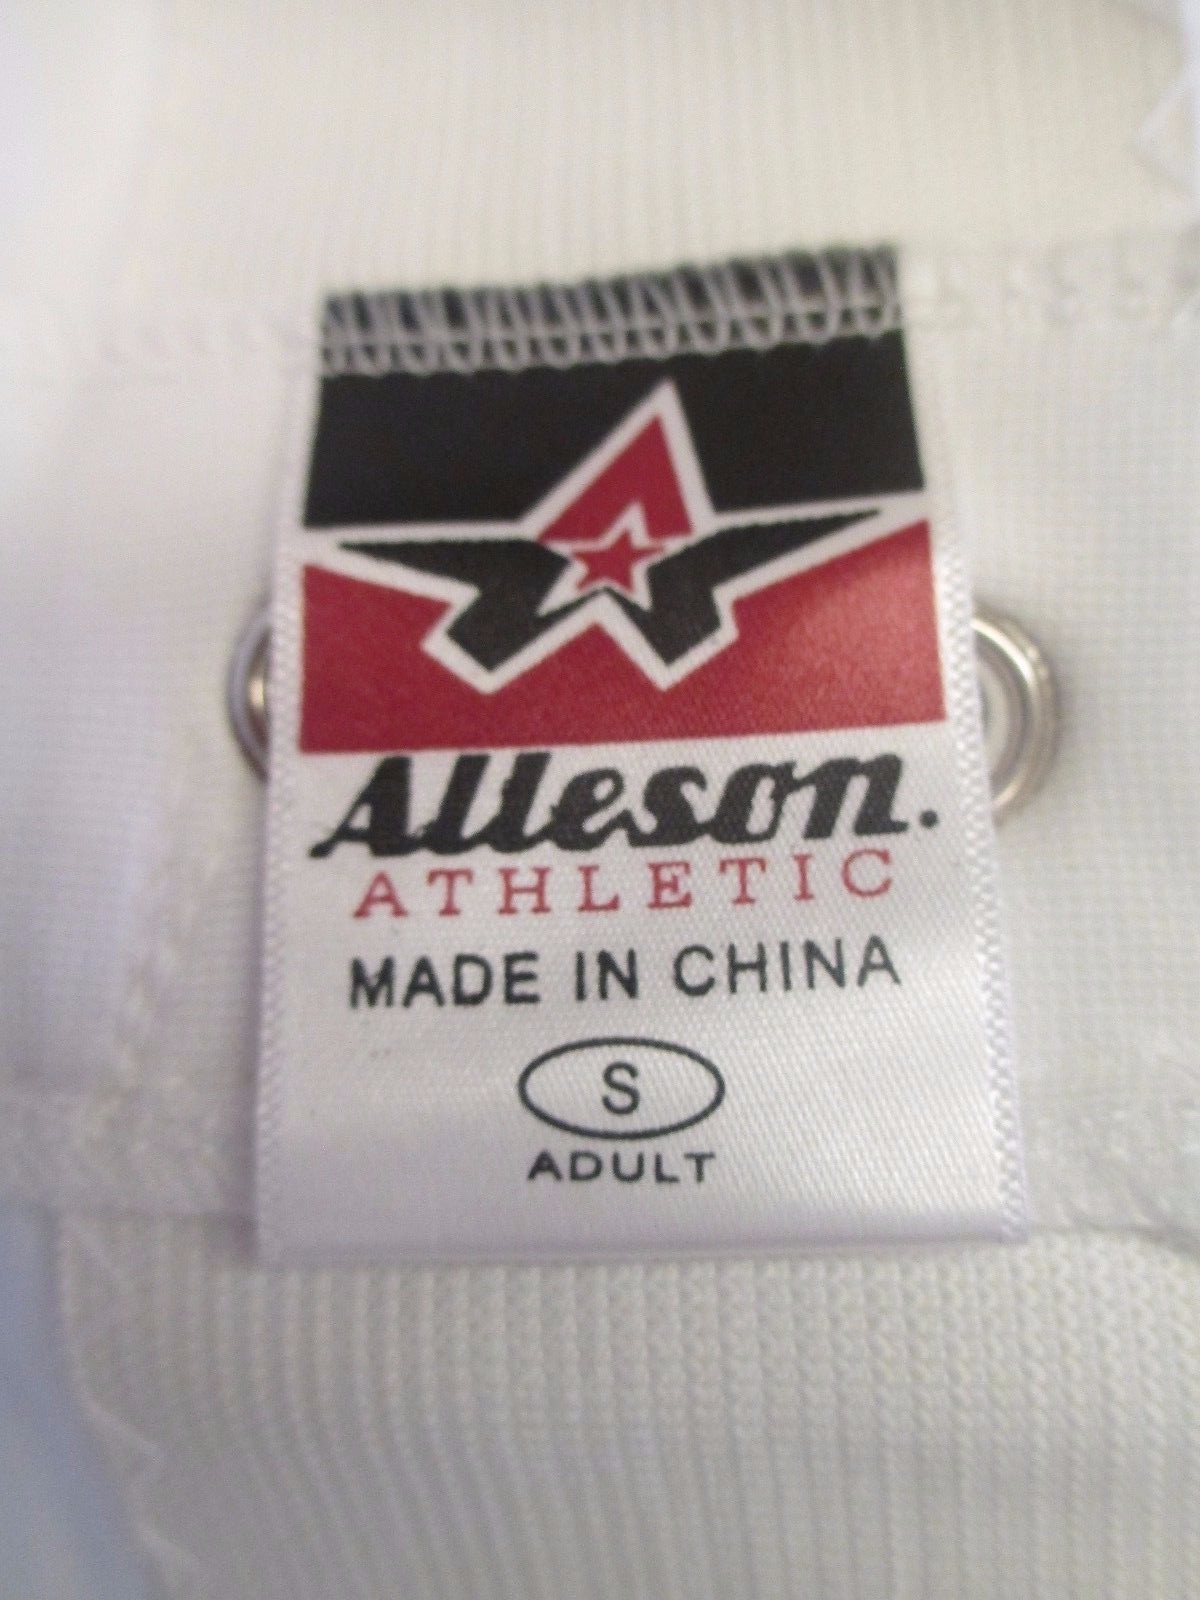 Alleson.
ATHLETIC
MADE IN CHINA
S
ADULT